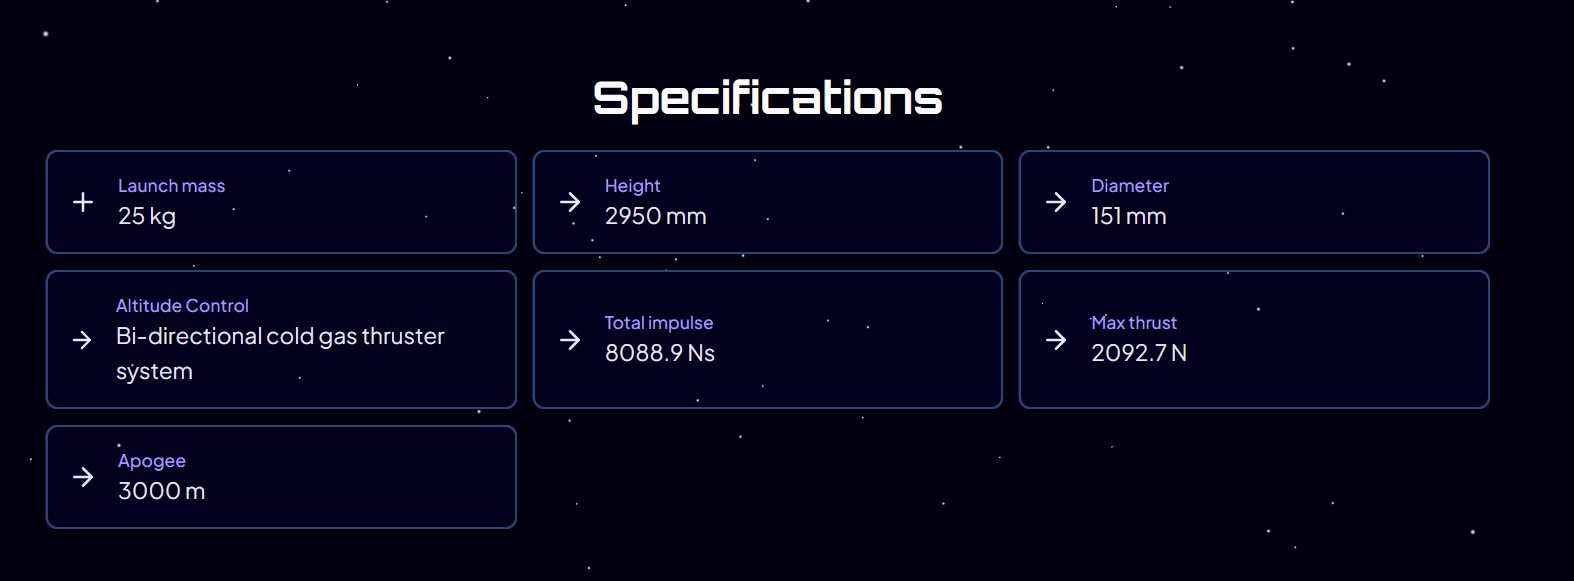 Specifications
Launch mass
25 kg
Height
2950 mm
Diameter
151 mm
Altitude Control
Bi-directional cold gas thruster
system
Total impulse
8088.9 Ns
Max thrust
2092.7 N
Apogee
3000 m